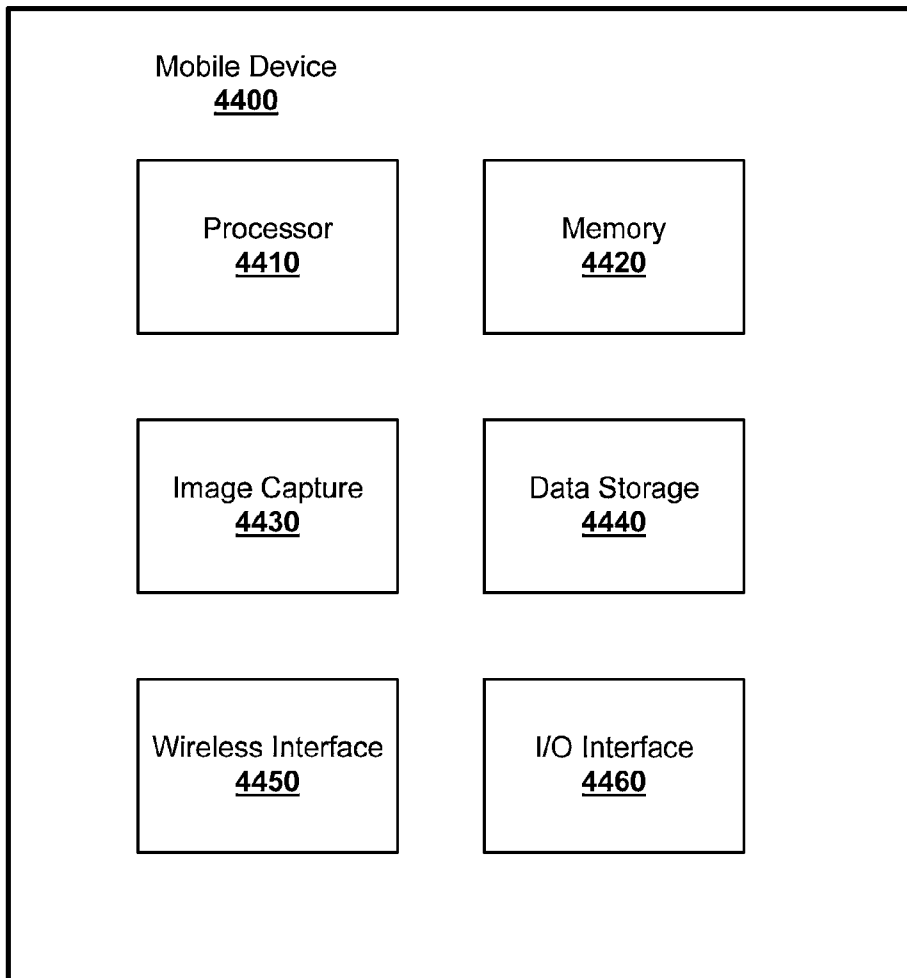 Mobile Device
4400
Processor
4410
Memory
4420
Image Capture
4430
Data Storage
4440
Wireless Interface
4450
I/O Interface
4460